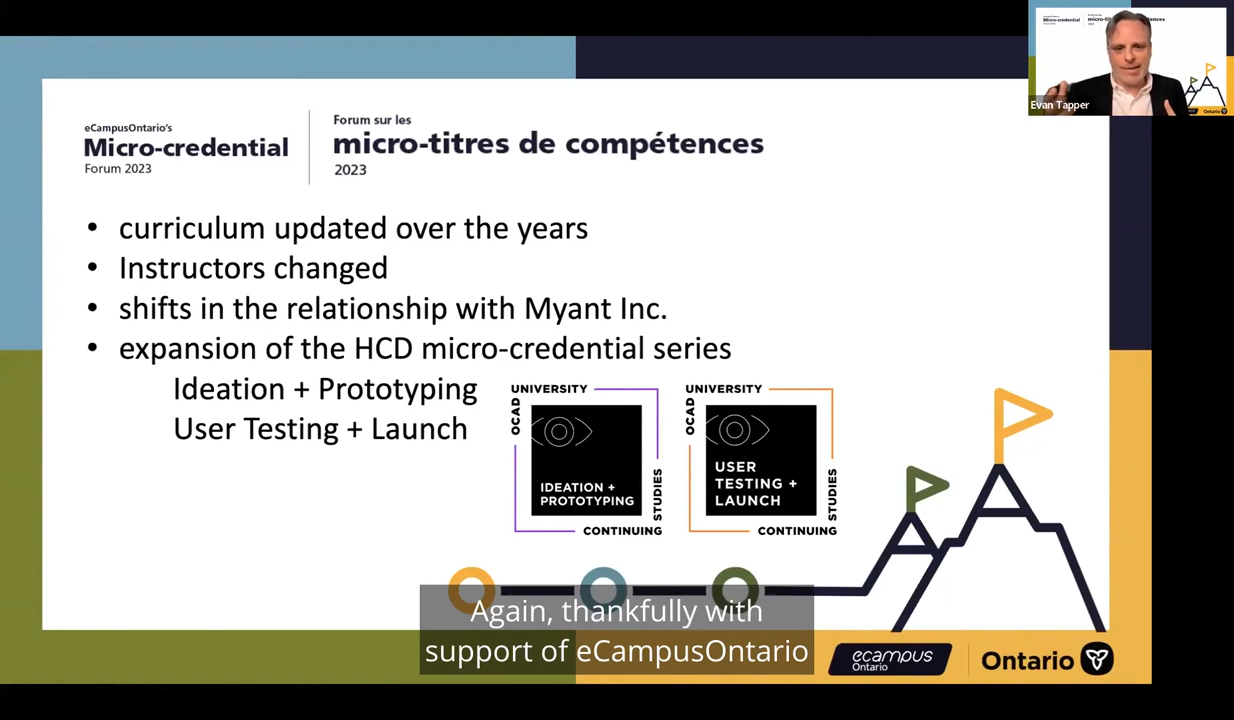 eCampusOntario's
Micro-credential
Forum 2023
Forum sur les
micro-titres de compétences
2023
• curriculum updated over the years
• Instructors changed
• shifts in the relationship with Myant Inc.
• expansion of the HCD micro-credential series
Ideation + Prototyping
User Testing + Launch
OCAD
UNIVERSITY
IDEATION +
PROTOTYPING
CONTINUING
STUDIES
OCAD
UNIVERSITY
USER
TESTING +
LAUNCH
CONTINUING
STUDIES
Again, thankfully with
support of eCampusOntario
ecampus
Ontario
Ontario
Micro-credential
Evan Tapper
Ontario